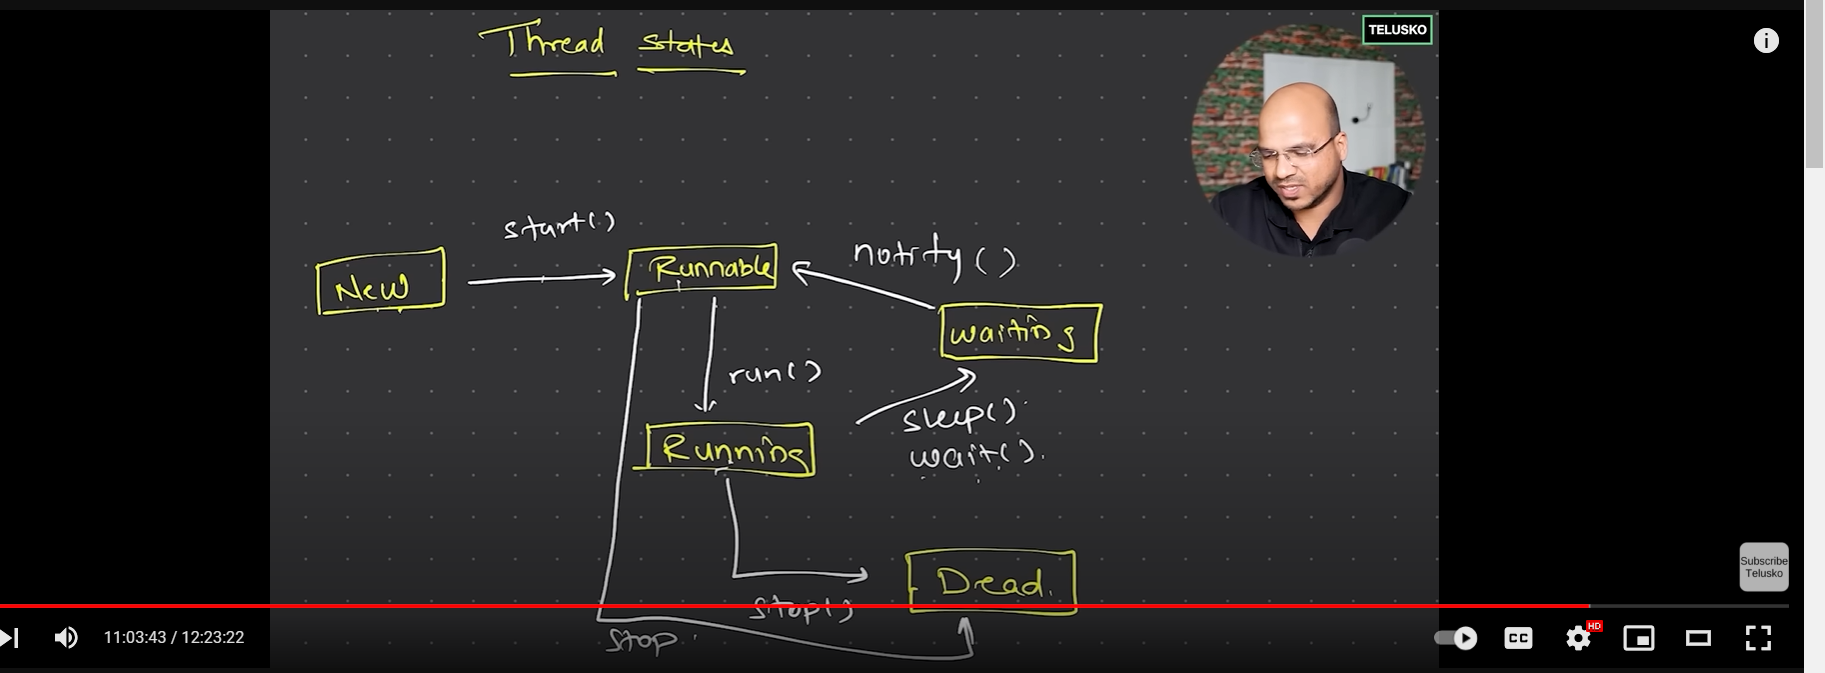 Thread States
TELUSKO
start()
New
Runnable
notify()
waiting
run()
sleep()
wait()
Running
Dead
stop()
stop
Subscribe
Telusko
11:03:43 / 12:23:22
CC
HD